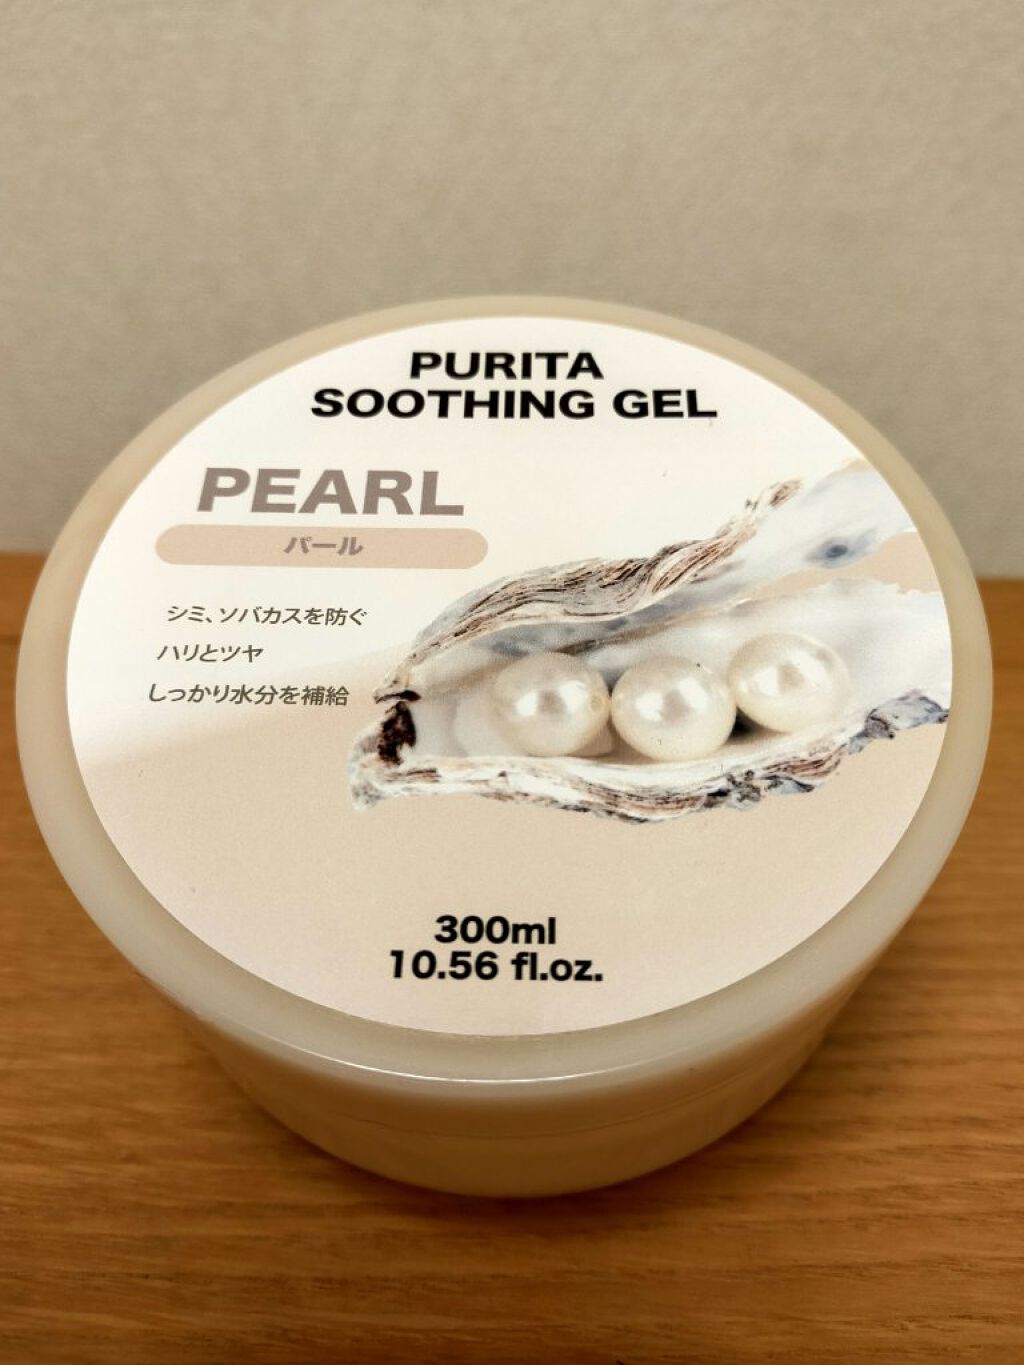 PURITA
SOOTHING GEL
PEARL
パール
シミ、ソバカスを防ぐ
ハリとツヤ
しっかり水分を補給
300ml
10.56 fl.oz.